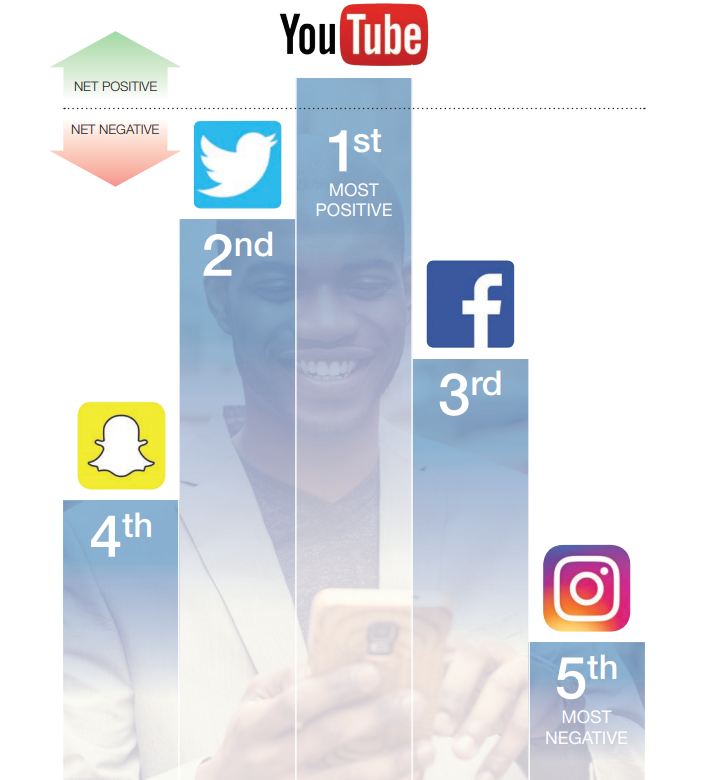 YouTube
NET POSITIVE
NET NEGATIVE
1st
MOST
POSITIVE
2nd
f
3rd
4th
5th
MOST
NEGATIVE